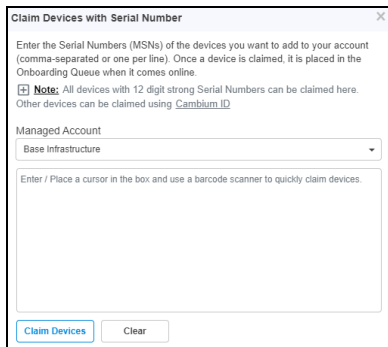 Claim Devices with Serial Number
×
Enter the Serial Numbers (MSNs) of the devices you want to add to your account
(comma-separated or one per line). Once a device is claimed, it is placed in the
Onboarding Queue when it comes online.
Note: All devices with 12 digit strong Serial Numbers can be claimed here.
Other devices can be claimed using Cambium ID
Managed Account
Base Infrastructure
Enter / Place a cursor in the box and use a barcode scanner to quickly claim devices.
Claim Devices Clear